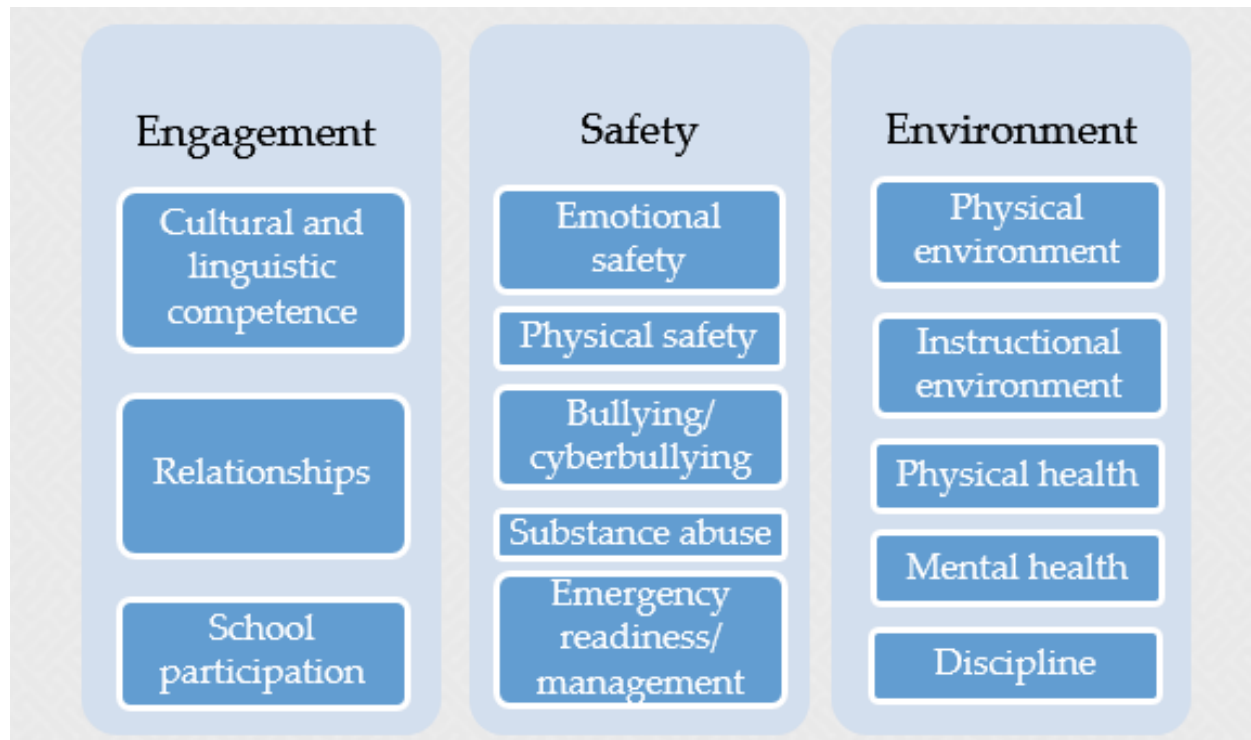 Engagement
Cultural and
linguistic
competence
Relationships
School
participation
Safety
Emotional
safety
Physical safety
Bullying/
cyberbullying
Substance abuse
Emergency
readiness/
management
Environment
Physical
environment
Instructional
environment
Physical health
Mental health
Discipline